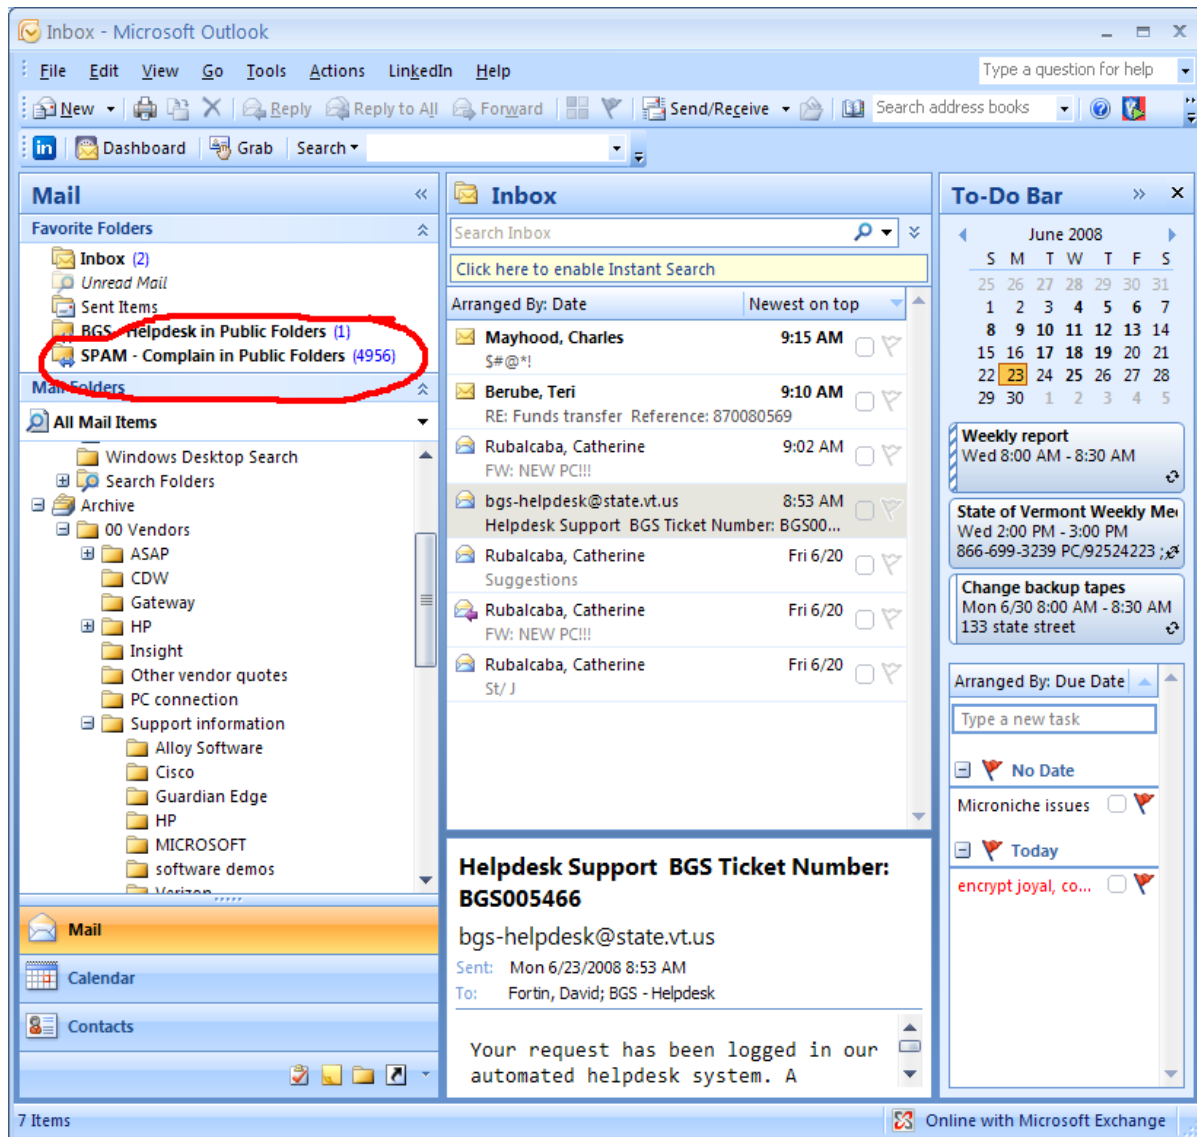 Inbox - Microsoft Outlook
File Edit View Go Tools Actions LinkedIn Help
Type a question for help
New Reply Reply to All Forward Send/Receive Search address books
in Dashboard Grab Search
Mail
Favorite Folders
Inbox (2)
Unread Mail
Sent Items
BGS - Helpdesk in Public Folders (1)
SPAM - Complain in Public Folders (4956)
Mail Folders
All Mail Items
Windows Desktop Search
Search Folders
Archive
00 Vendors
ASAP
CDW
Gateway
HP
Insight
Other vendor quotes
PC connection
Support information
Alloy Software
Cisco
Guardian Edge
HP
MICROSOFT
software demos
Verizon
Mail
Calendar
Contacts
7 Items
Inbox
Search Inbox
Click here to enable Instant Search
Arranged By: Date Newest on top
Mayhood, Charles 9:15 AM
$#@*!
Berube, Teri 9:10 AM
RE: Funds transfer Reference: 870080569
Rubalcaba, Catherine 9:02 AM
FW: NEW PC!!!
bgs-helpdesk@state.vt.us 8:53 AM
Helpdesk Support BGS Ticket Number: BGS00...
Rubalcaba, Catherine Fri 6/20
Suggestions
Rubalcaba, Catherine Fri 6/20
FW: NEW PC!!!
Rubalcaba, Catherine Fri 6/20
St/ J
Helpdesk Support BGS Ticket Number:
BGS005466
bgs-helpdesk@state.vt.us
Sent: Mon 6/23/2008 8:53 AM
To: Fortin, David; BGS - Helpdesk
Your request has been logged in our
automated helpdesk system. A
To-Do Bar
June 2008
S M T W T F S
25 26 27 28 29 30 31
1 2 3 4 5 6 7
8 9 10 11 12 13 14
15 16 17 18 19 20 21
22 23 24 25 26 27 28
29 30 1 2 3 4 5
Weekly report
Wed 8:00 AM - 8:30 AM
State of Vermont Weekly Me
Wed 2:00 PM - 3:00 PM
866-699-3239 PC/92524223 ;
Change backup tapes
Mon 6/30 8:00 AM - 8:30 AM
133 state street
Arranged By: Due Date
Type a new task
No Date
Microniche issues
Today
encrypt joyal, co...
Online with Microsoft Exchange